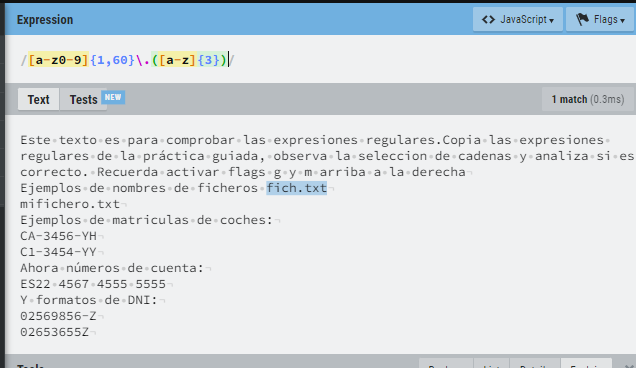 Expression
<> JavaScript ▾
Flags ▾
/[a-z0-9]{1,60}\.([a-z]{3})/
Text
Tests
NEW
1 match (0.3ms)
Este texto es para comprobar las expresiones regulares.Copia las expresiones
regulares de la práctica guiada, observa la seleccion de cadenas y analiza si es
correcto. Recuerda activar flags g y m arriba a la derecha
Ejemplos de nombres de ficheros fich.txt
mifichero.txt
Ejemplos de matriculas de coches:
CA-3456-YH
C1-3454-YY
Ahora números de cuenta:
ES22 4567 4555 5555
Y formatos de DNI:
02569856-Z
02653655Z